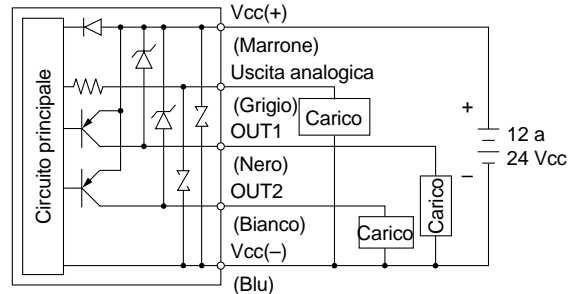 Circuito principale
Vcc(+)
(Marrone)
Uscita analogica
(Grigio)
Carico
OUT1
(Nero)
OUT2
(Bianco)
Carico
Carico
Vcc(–)
(Blu)
+
12 a
24 Vcc
–